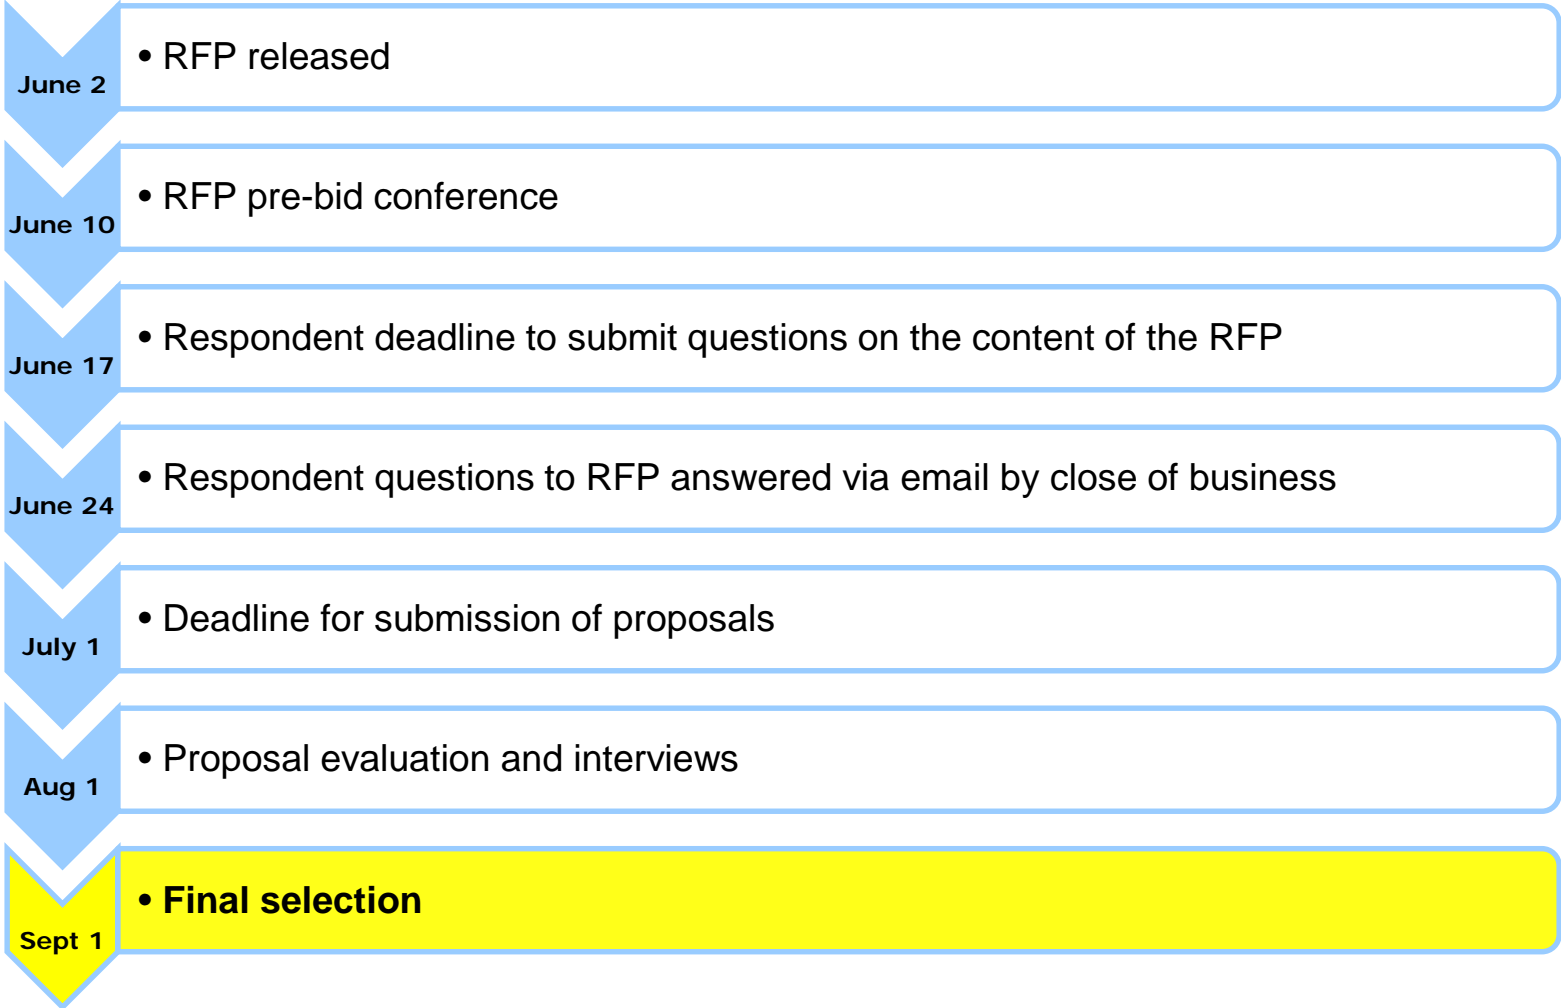 June 2
• RFP released
June 10
• RFP pre-bid conference
June 17
• Respondent deadline to submit questions on the content of the RFP
June 24
• Respondent questions to RFP answered via email by close of business
July 1
• Deadline for submission of proposals
Aug 1
• Proposal evaluation and interviews
Sept 1
• Final selection